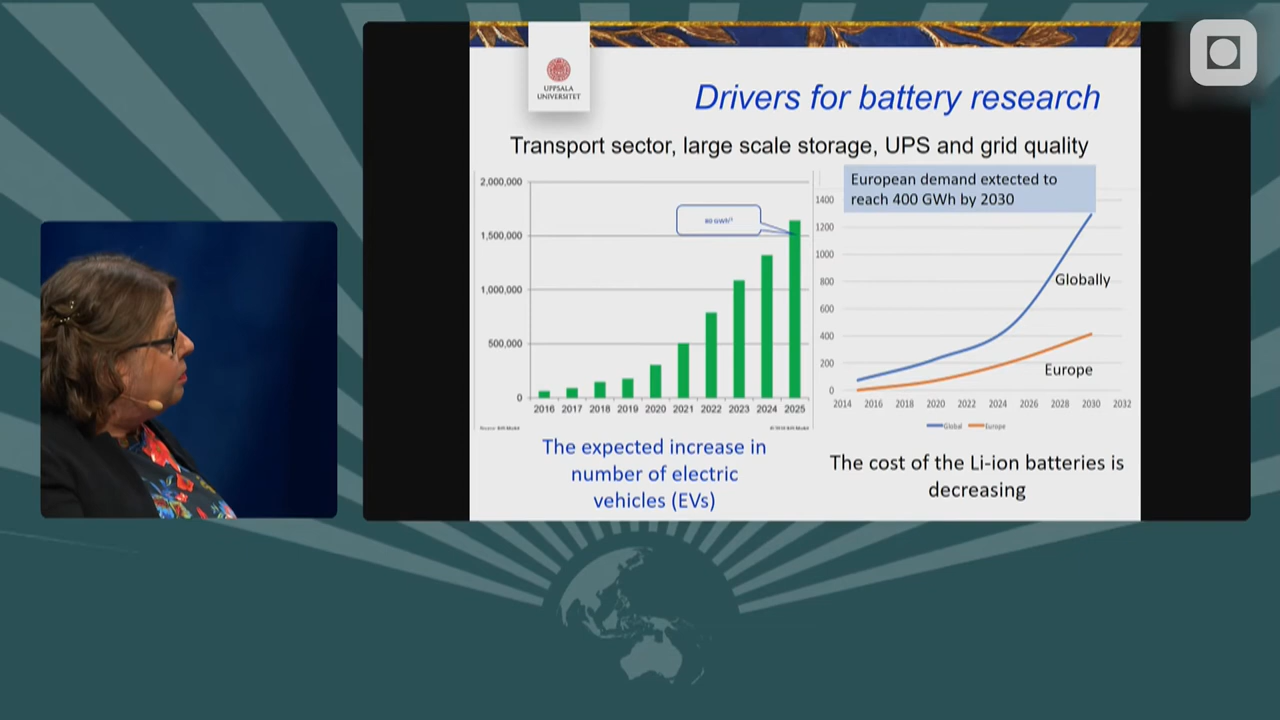 UPPSALA
UNIVERSITET
Drivers for battery research
Transport sector, large scale storage, UPS and grid quality
2,000,000
1,500,000
1,000,000
500,000
0
2016 2017 2018 2019 2020 2021 2022 2023 2024 2025
The expected increase in
number of electric
vehicles (EVs)
European demand extected to
reach 400 GWh by 2030
1400
1200
1000
800
600
400
200
0
2014 2016 2018 2020 2022 2024 2026 2028 2030 2032
Globally
Europe
Global Europe
The cost of the Li-ion batteries is
decreasing